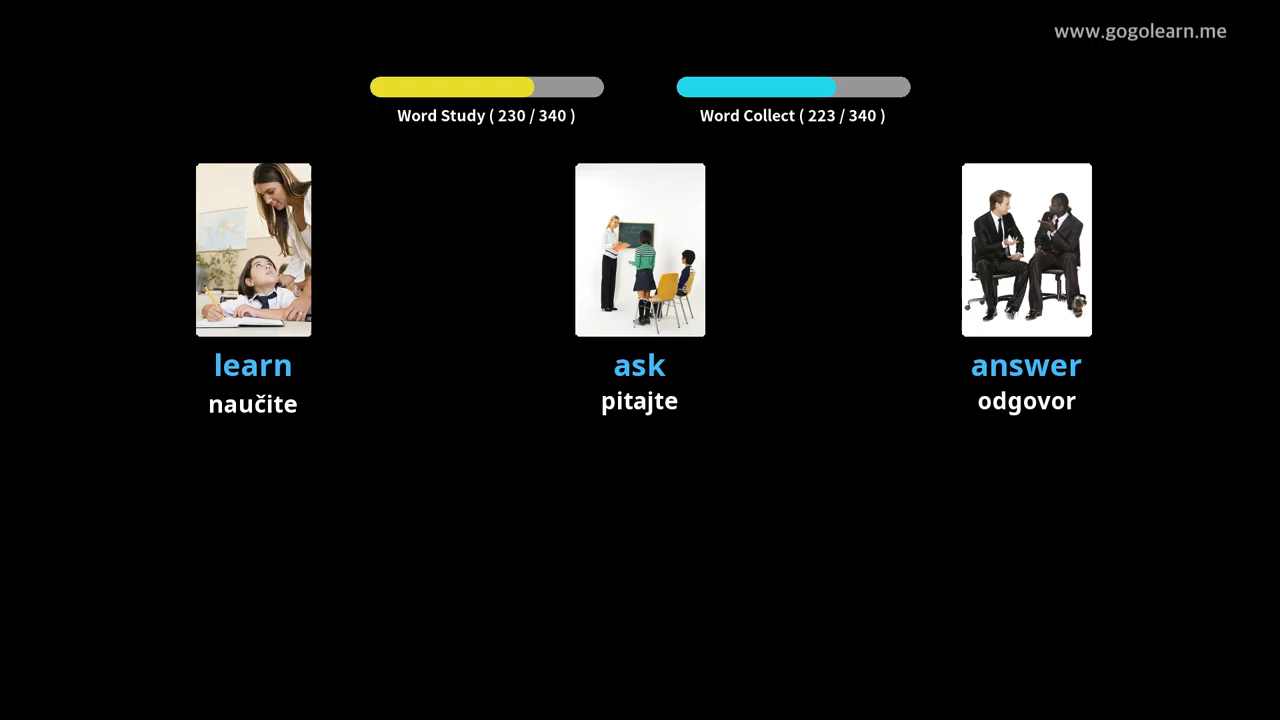 www.gogolearn.me
Word Study ( 230 / 340 )
Word Collect ( 223 / 340 )
learn
naučite
ask
pitajte
answer
odgovor